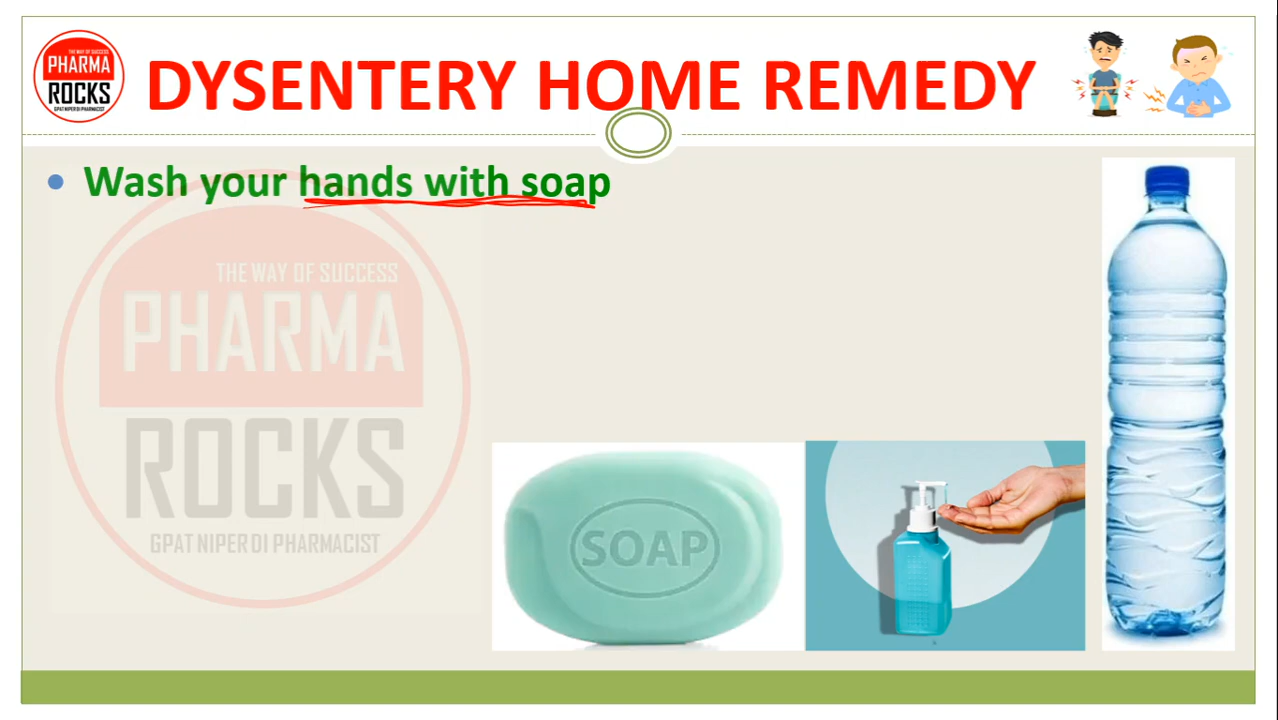 THE WAY OF SUCCESS
PHARMA
ROCKS
GPAT NIPER DI PHARMACIST
DYSENTERY HOME REMEDY
• Wash your hands with soap
THE WAY OF SUCCESS
PHARMA
ROCKS
GPAT NIPER DI PHARMACIST
SOAP